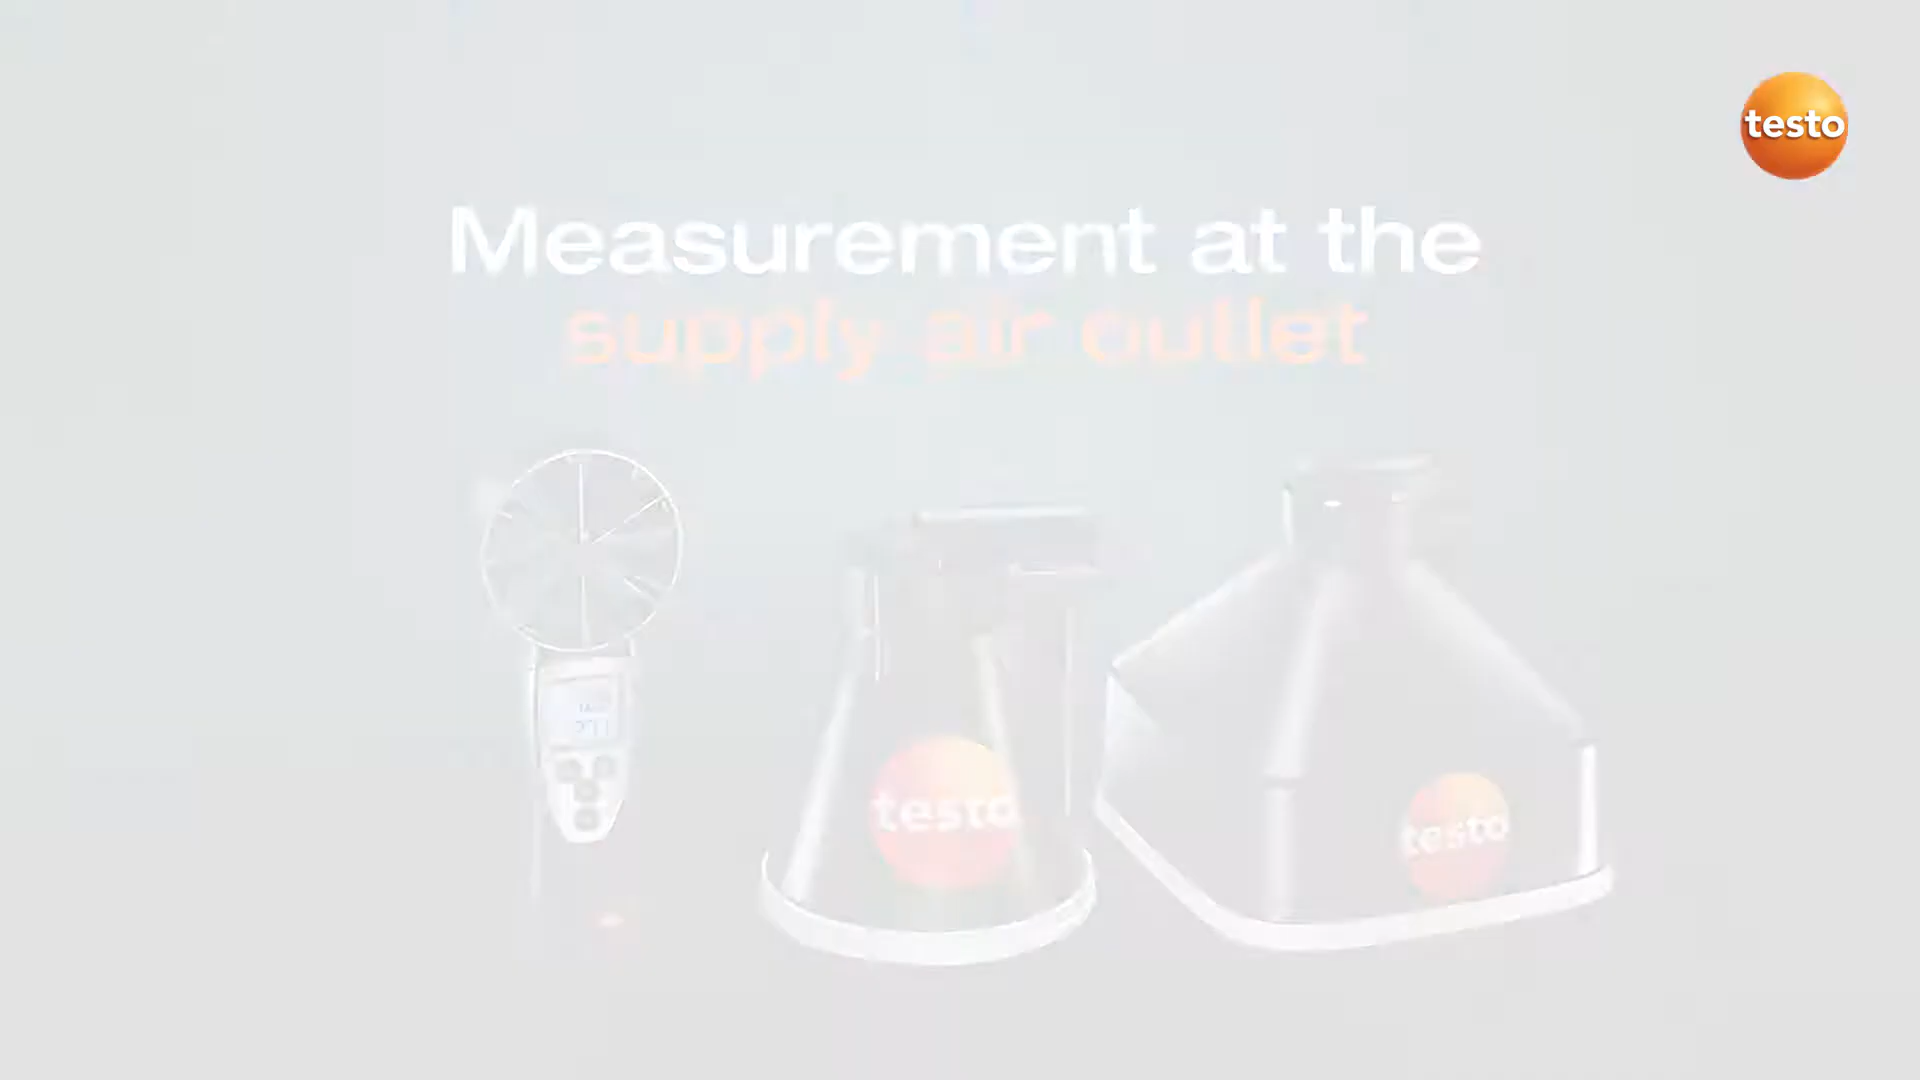 testo
Measurement at the
supply air outlet
testo
testo